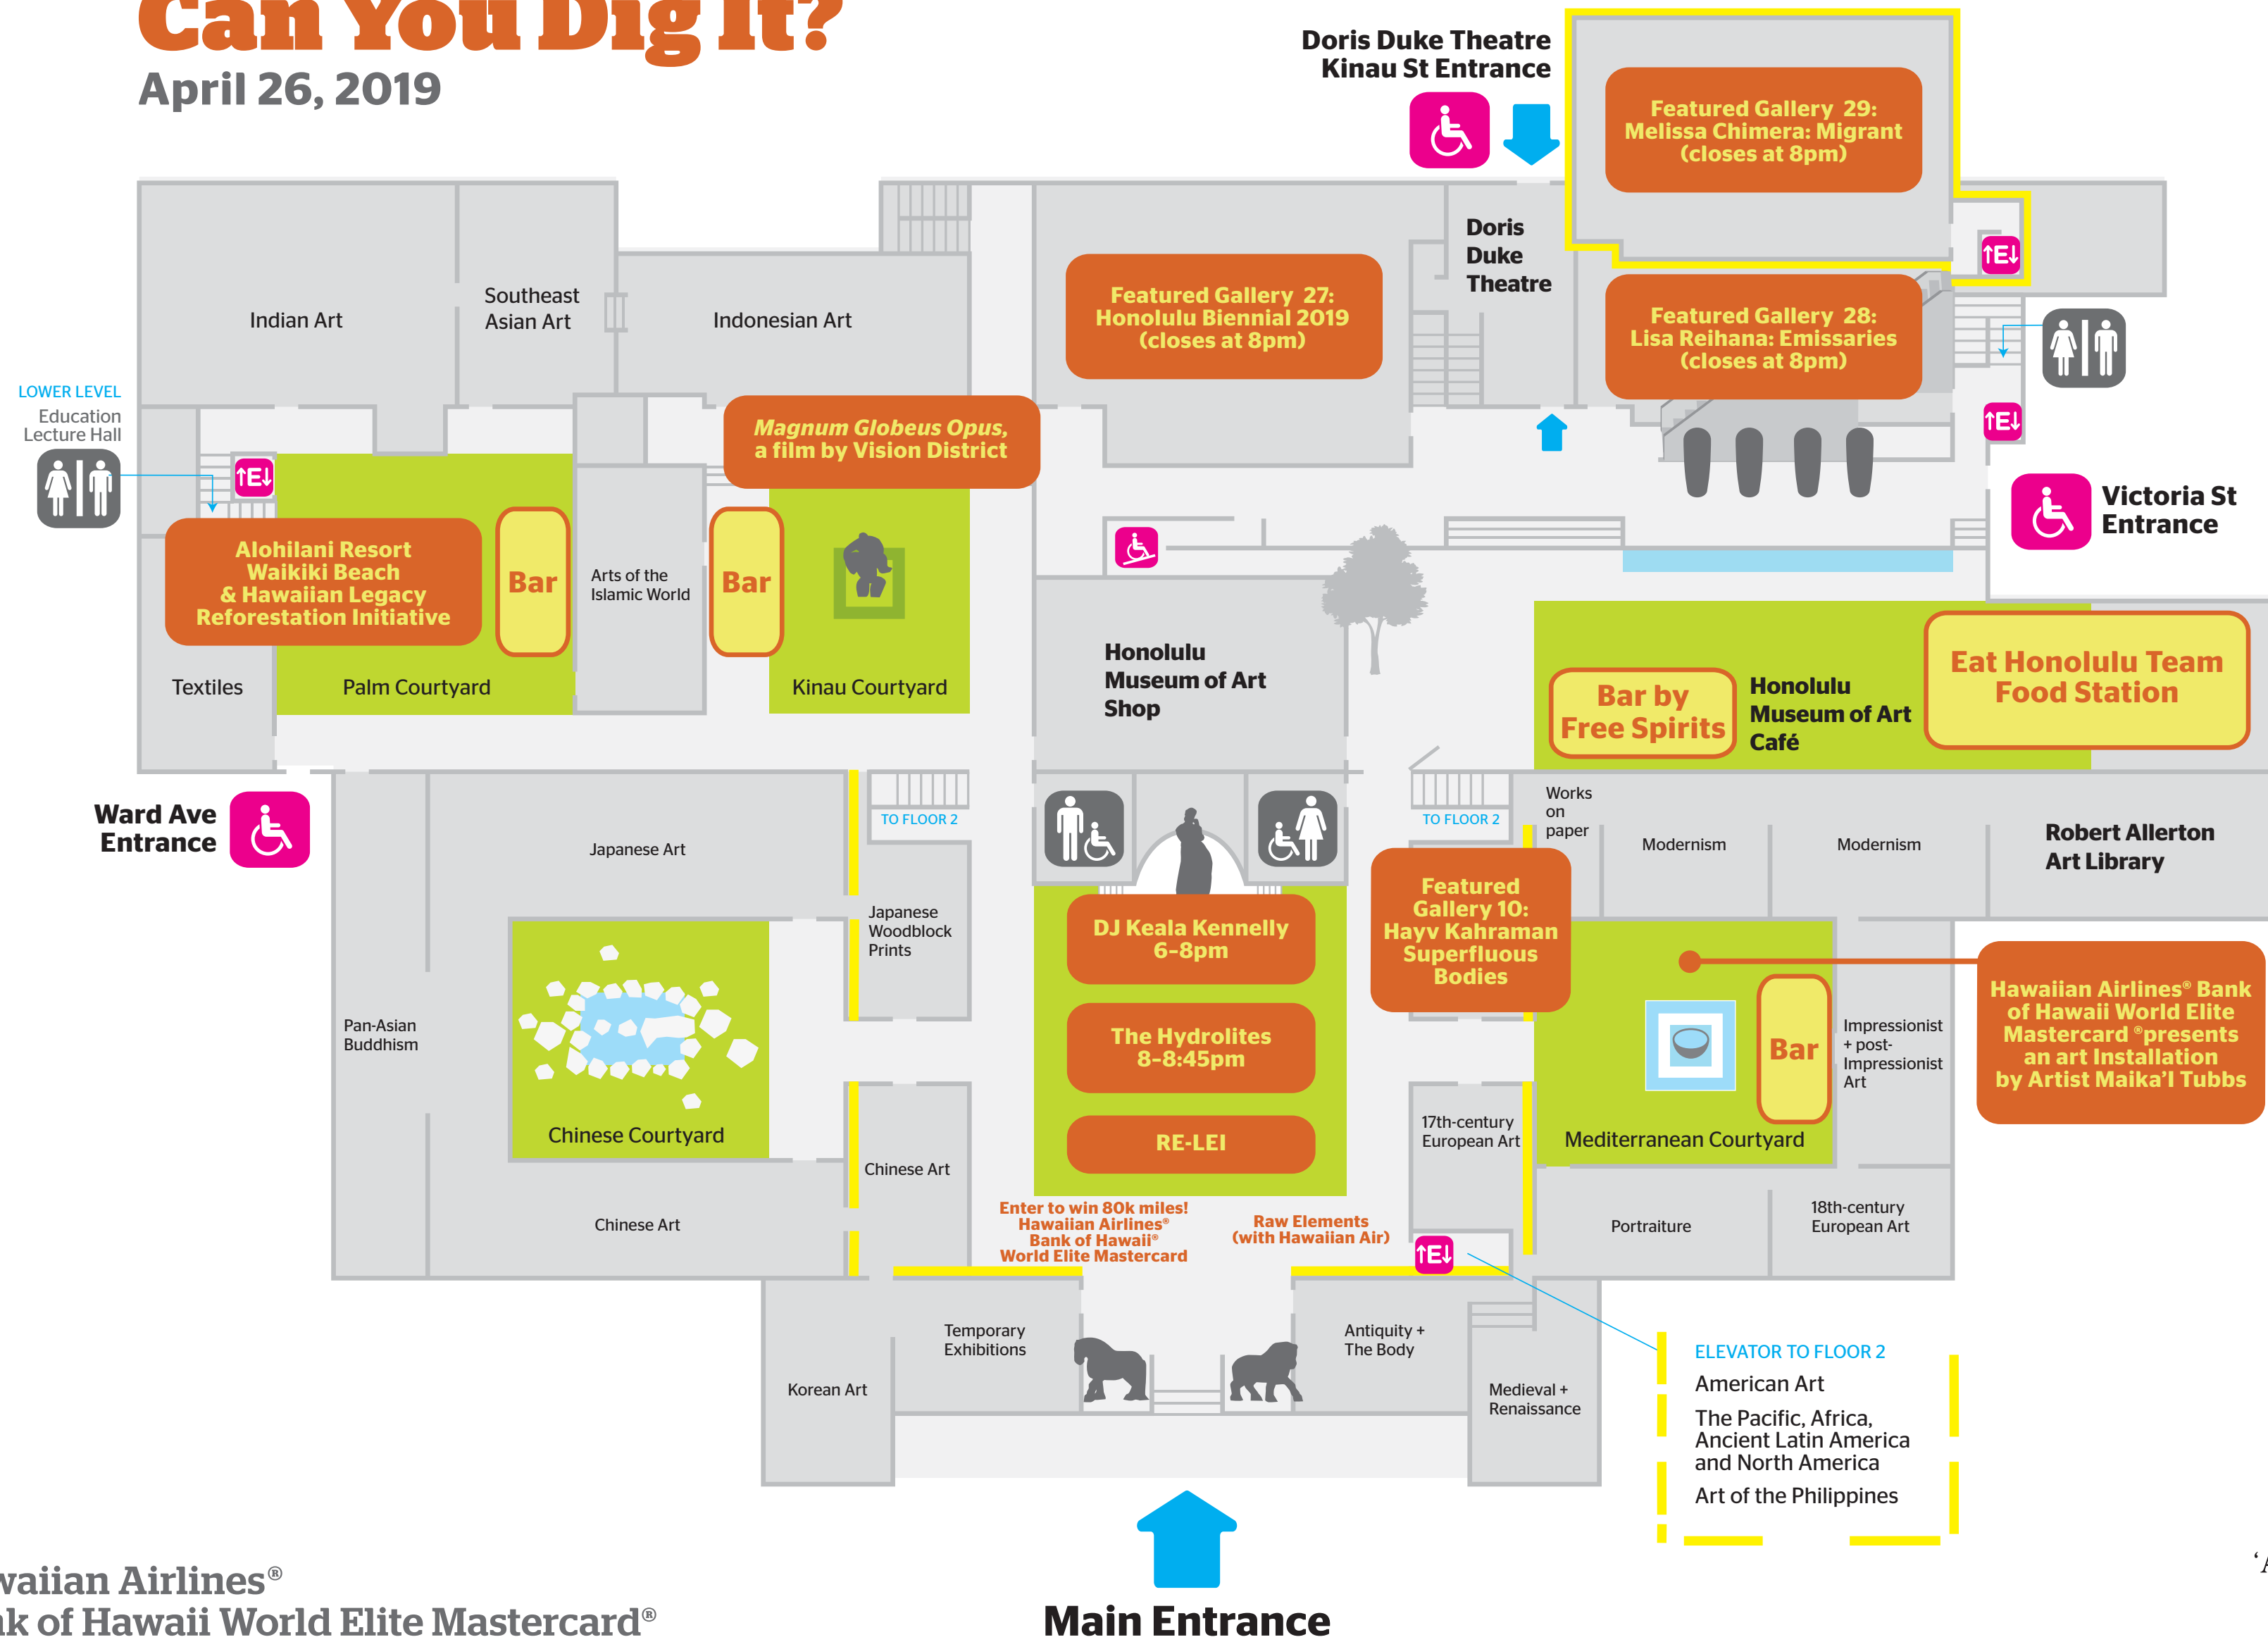 Can You Dig It?
April 26, 2019
Doris Duke Theatre
Kinau St Entrance
Featured Gallery 29:
Melissa Chimera: Migrant
(closes at 8pm)
Indian Art
Southeast
Asian Art
Indonesian Art
Featured Gallery 27:
Honolulu Biennial 2019
(closes at 8pm)
Doris
Duke
Theatre
↑E↓
Featured Gallery 28:
Lisa Reihana: Emissaries
(closes at 8pm)
LOWER LEVEL
Education
Lecture Hall
↑E↓
Magnum Globeus Opus,
a film by Vision District
↑E↓
Victoria St
Entrance
Alohilani Resort
Waikiki Beach
& Hawaiian Legacy
Reforestation Initiative
Bar
Arts of the
Islamic World
Bar
Textiles
Palm Courtyard
Kinau Courtyard
Honolulu
Museum of Art
Shop
Bar by
Free Spirits
Honolulu
Museum of Art
Café
Eat Honolulu Team
Food Station
Ward Ave
Entrance
Japanese Art
TO FLOOR 2
Japanese
Woodblock
Prints
TO FLOOR 2
Works
on
paper
Modernism
Modernism
Robert Allerton
Art Library
DJ Keala Kennelly
6-8pm
The Hydrolites
8-8:45pm
RE-LEI
Featured
Gallery 10:
Hayv Kahraman
Superfluous
Bodies
Hawaiian Airlines® Bank
of Hawaii World Elite
Mastercard ®presents
an art Installation
by Artist Maika'l Tubbs
Pan-Asian
Buddhism
Chinese Courtyard
Bar
Impressionist
+ post-
Impressionist
Art
17th-century
European Art
Mediterranean Courtyard
Chinese Art
Chinese Art
Enter to win 80k miles!
Hawaiian Airlines®
Bank of Hawaii®
World Elite Mastercard
Raw Elements
(with Hawaiian Air)
↑E↓
Portraiture
18th-century
European Art
Temporary
Exhibitions
Antiquity +
The Body
Korean Art
Medieval +
Renaissance
ELEVATOR TO FLOOR 2
American Art
The Pacific, Africa,
Ancient Latin America
and North America
Art of the Philippines
Main Entrance
waiian Airlines®
nk of Hawaii World Elite Mastercard®
‘A